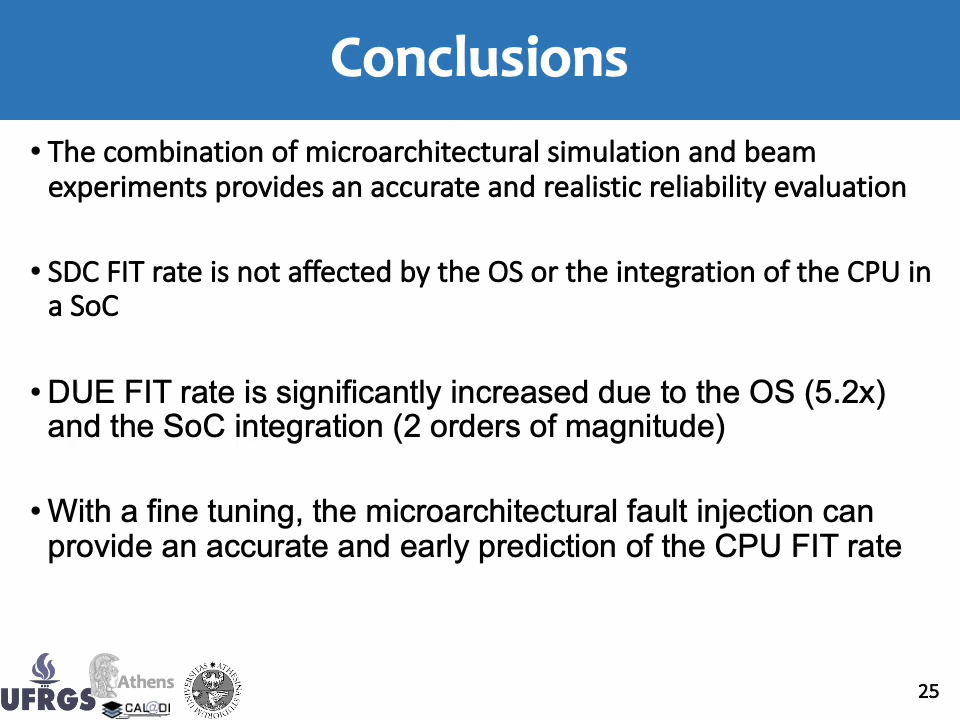 Conclusions
• The combination of microarchitectural simulation and beam
experiments provides an accurate and realistic reliability evaluation
• SDC FIT rate is not affected by the OS or the integration of the CPU in
a SoC
• DUE FIT rate is significantly increased due to the OS (5.2x)
and the SoC integration (2 orders of magnitude)
• With a fine tuning, the microarchitectural fault injection can
provide an accurate and early prediction of the CPU FIT rate
UFRGS
Athens
CAL@DI
25